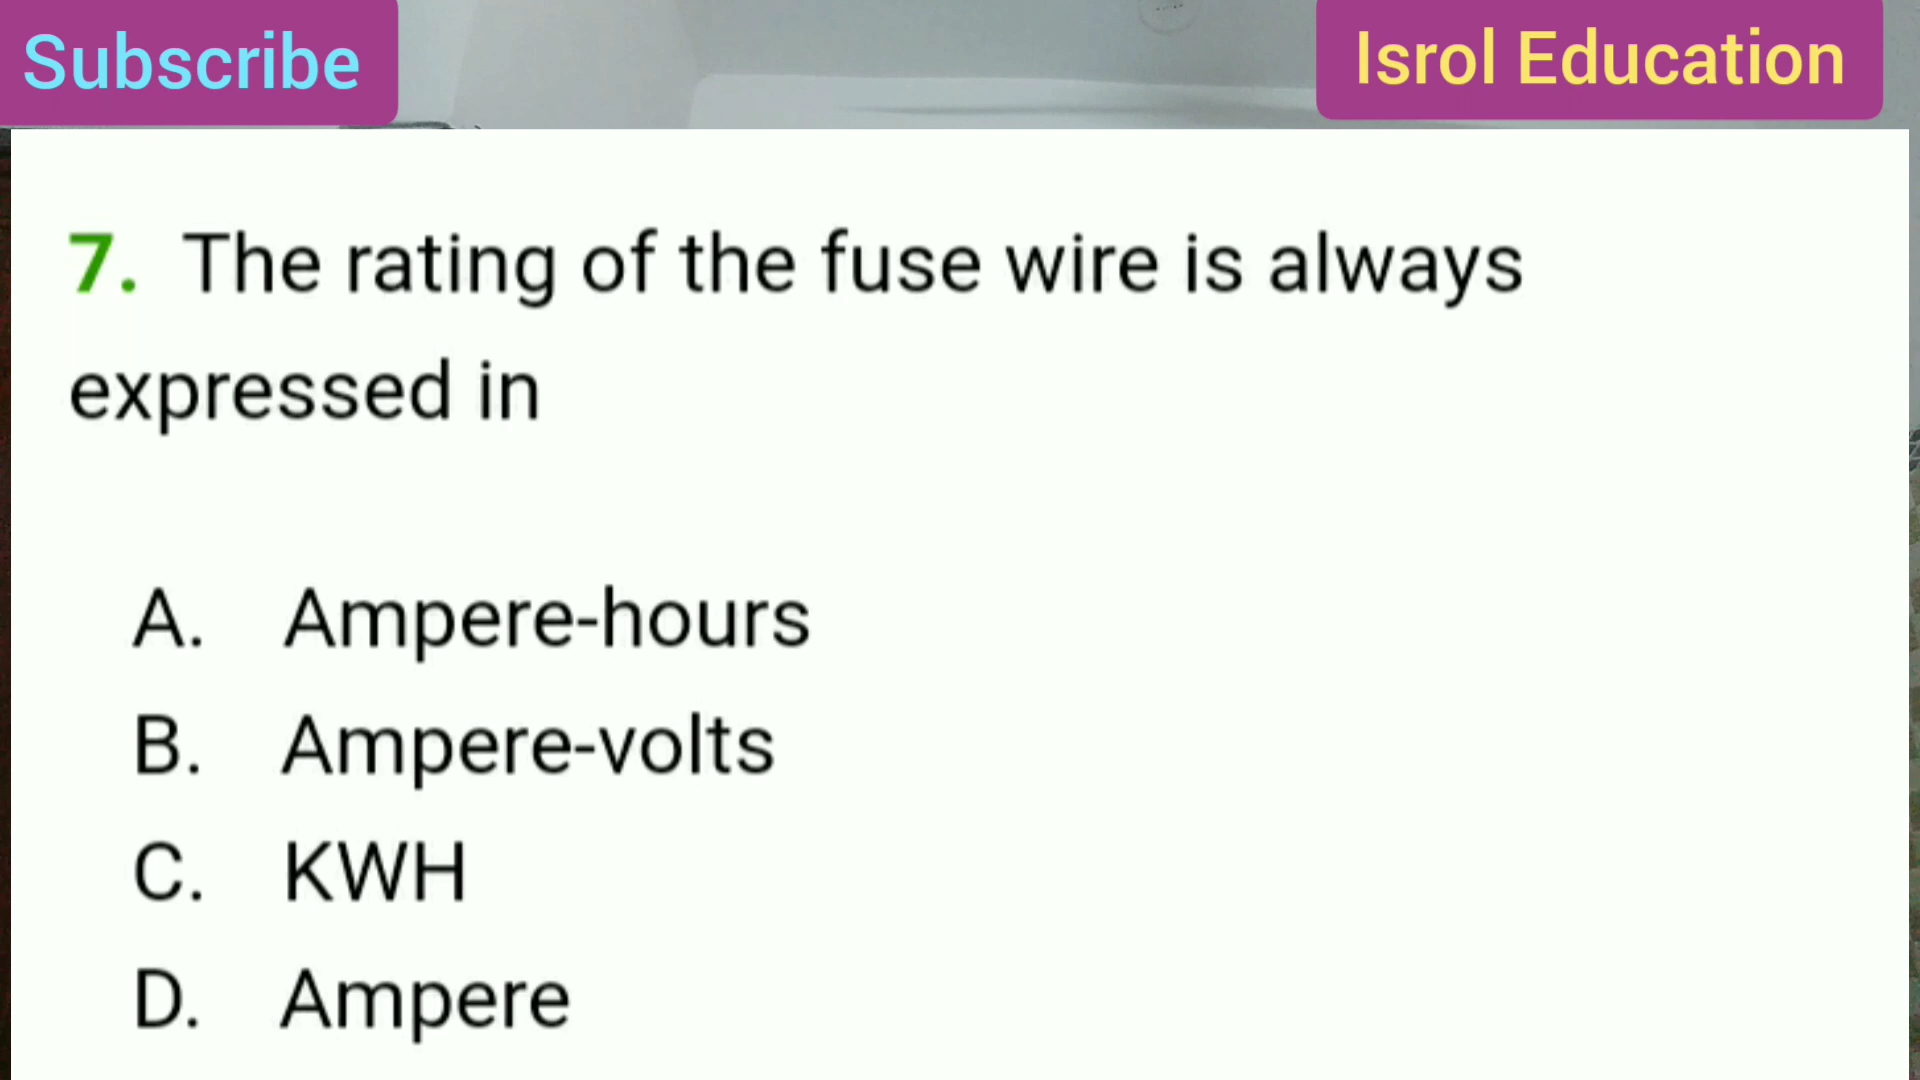 Subscribe
Isrol Education
7. The rating of the fuse wire is always
expressed in
A. Ampere-hours
B. Ampere-volts
C. KWH
D. Ampere